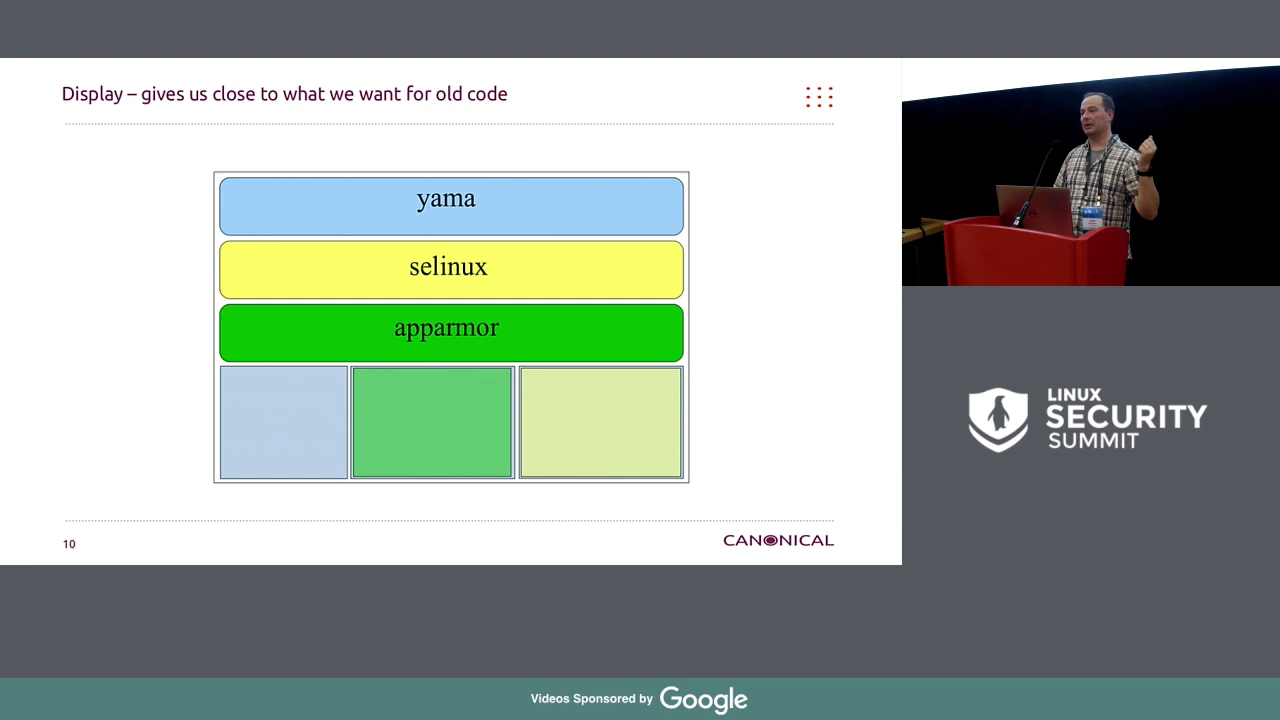 Display – gives us close to what we want for old code
yama
selinux
apparmor
10
CANONICAL
LINUX
SECURITY
SUMMIT
Videos Sponsored by Google